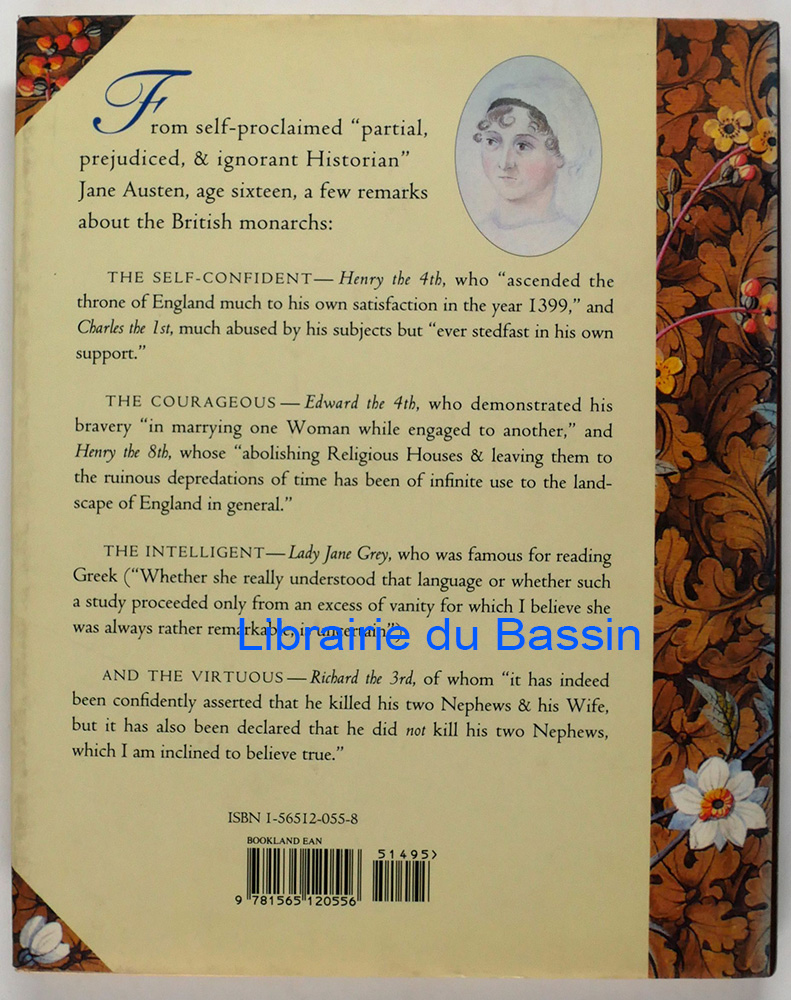 From self-proclaimed “partial,
prejudiced, & ignorant Historian”
Jane Austen, age sixteen, a few remarks
about the British monarchs:
THE SELF-CONFIDENT— Henry the 4th, who “ascended the
throne of England much to his own satisfaction in the year 1399,” and
Charles the 1st, much abused by his subjects but “ever stedfast in his own
support.”
THE COURAGEOUS — Edward the 4th, who demonstrated his
bravery “in marrying one Woman while engaged to another,” and
Henry the 8th, whose “abolishing Religious Houses & leaving them to
the ruinous depredations of time has been of infinite use to the land-
scape of England in general.”
THE INTELLIGENT—Lady Jane Grey, who was famous for reading
Greek (“Whether she really understood that language or whether such
a study proceeded only from an excess of vanity for which I believe she
was always rather remarkable, is uncertain”).
Librairie du Bassin
AND THE VIRTUOUS — Richard the 3rd, of whom “it has indeed
been confidently asserted that he killed his two Nephews & his Wife,
but it has also been declared that he did not kill his two Nephews,
which I am inclined to believe true.”
ISBN 1-56512-055-8
BOOKLAND EAN
51495>
9 781565 120556